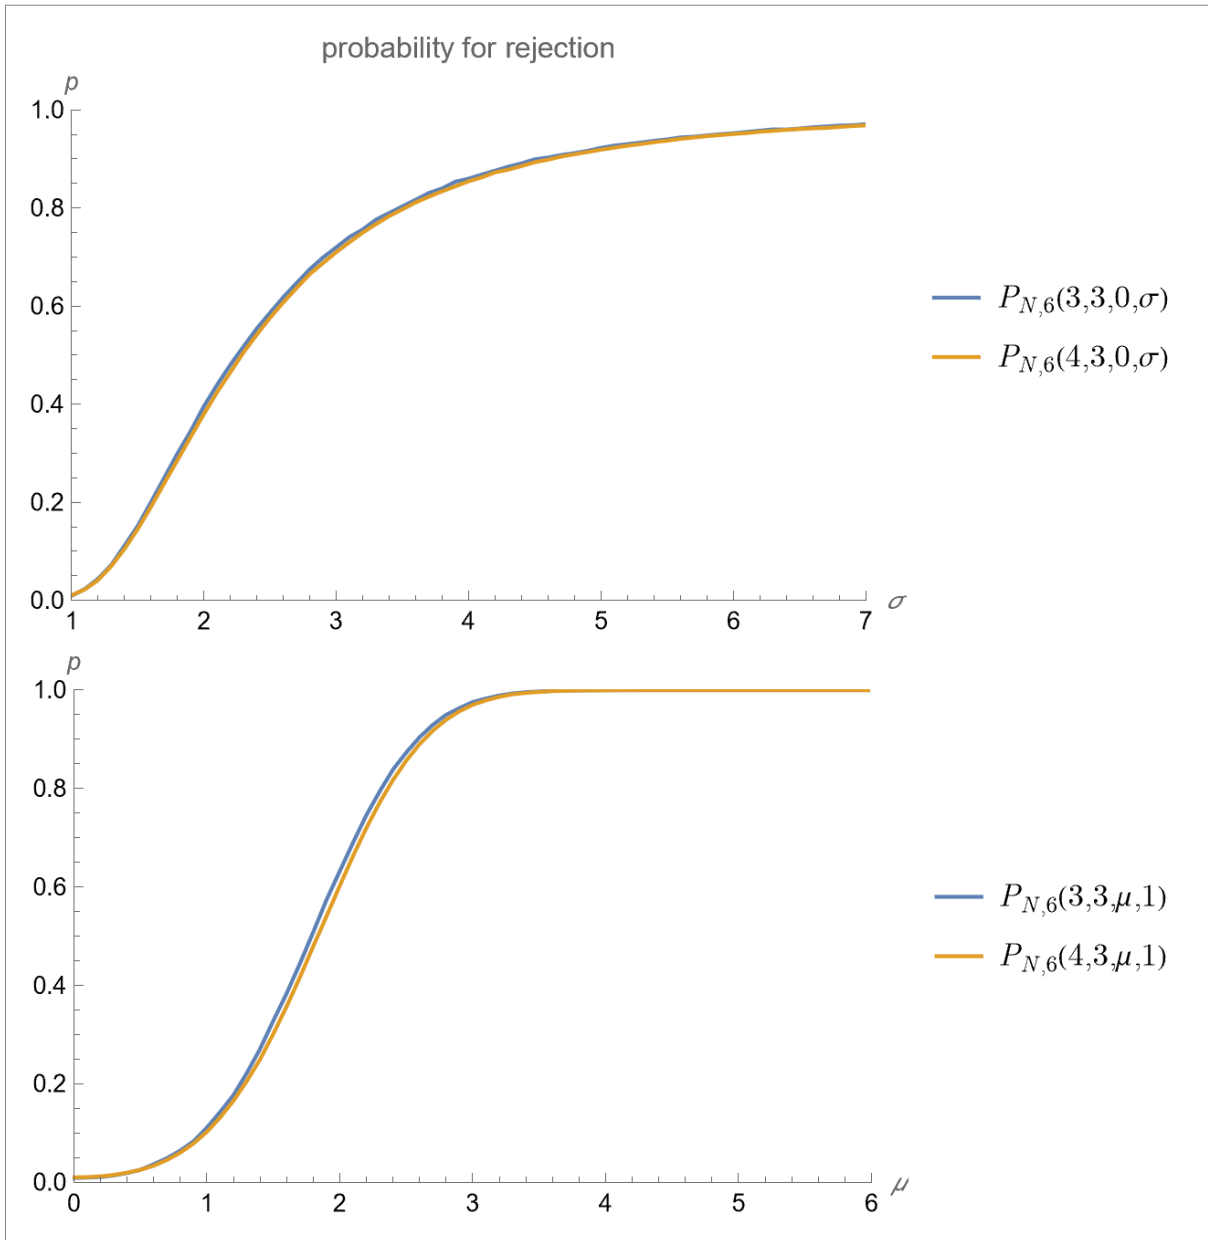 probability for rejection
p
1.0
0.8
0.6
0.4
0.2
0.0
1 2 3 4 5 6 7 σ
P_{N,6}(3,3,0,σ)
P_{N,6}(4,3,0,σ)
p
1.0
0.8
0.6
0.4
0.2
0.0
0 1 2 3 4 5 6 μ
P_{N,6}(3,3,μ,1)
P_{N,6}(4,3,μ,1)